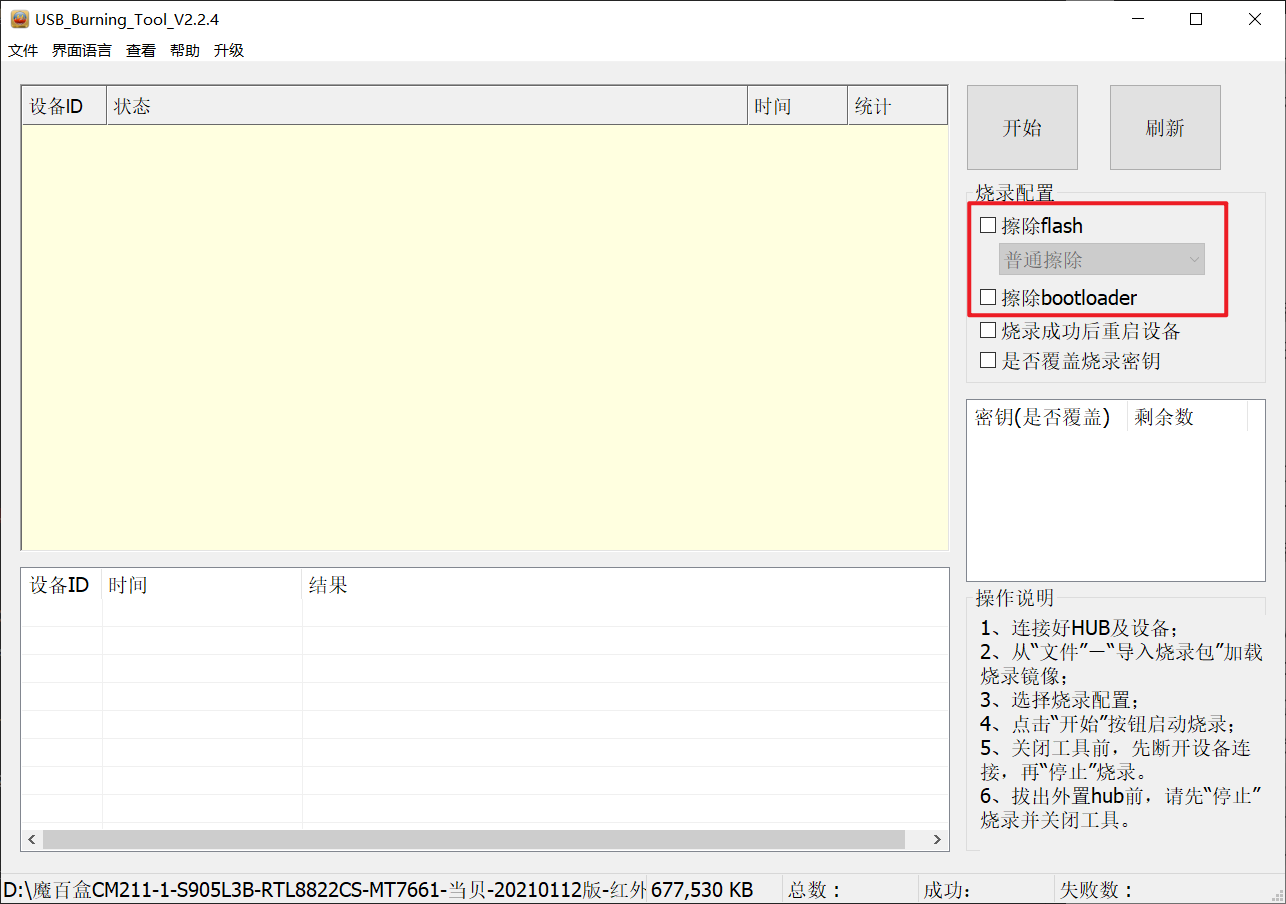 USB_Burning_Tool_V2.2.4
文件 界面语言 查看 帮助 升级
设备ID 状态 时间 统计
开始 刷新
烧录配置
擦除flash
普通擦除
擦除bootloader
烧录成功后重启设备
是否覆盖烧录密钥
密钥(是否覆盖) 剩余数
设备ID 时间 结果
操作说明
1、连接好HUB及设备；
2、从“文件”—“导入烧录包”加载
烧录镜像；
3、选择烧录配置；
4、点击“开始”按钮启动烧录；
5、关闭工具前，先断开设备连
接，再“停止”烧录。
6、拔出外置hub前，请先“停止”
烧录并关闭工具。
D:\魔百盒CM211-1-S905L3B-RTL8822CS-MT7661-当贝-20210112版-红外 677,530 KB 总数： 成功: 失败数：